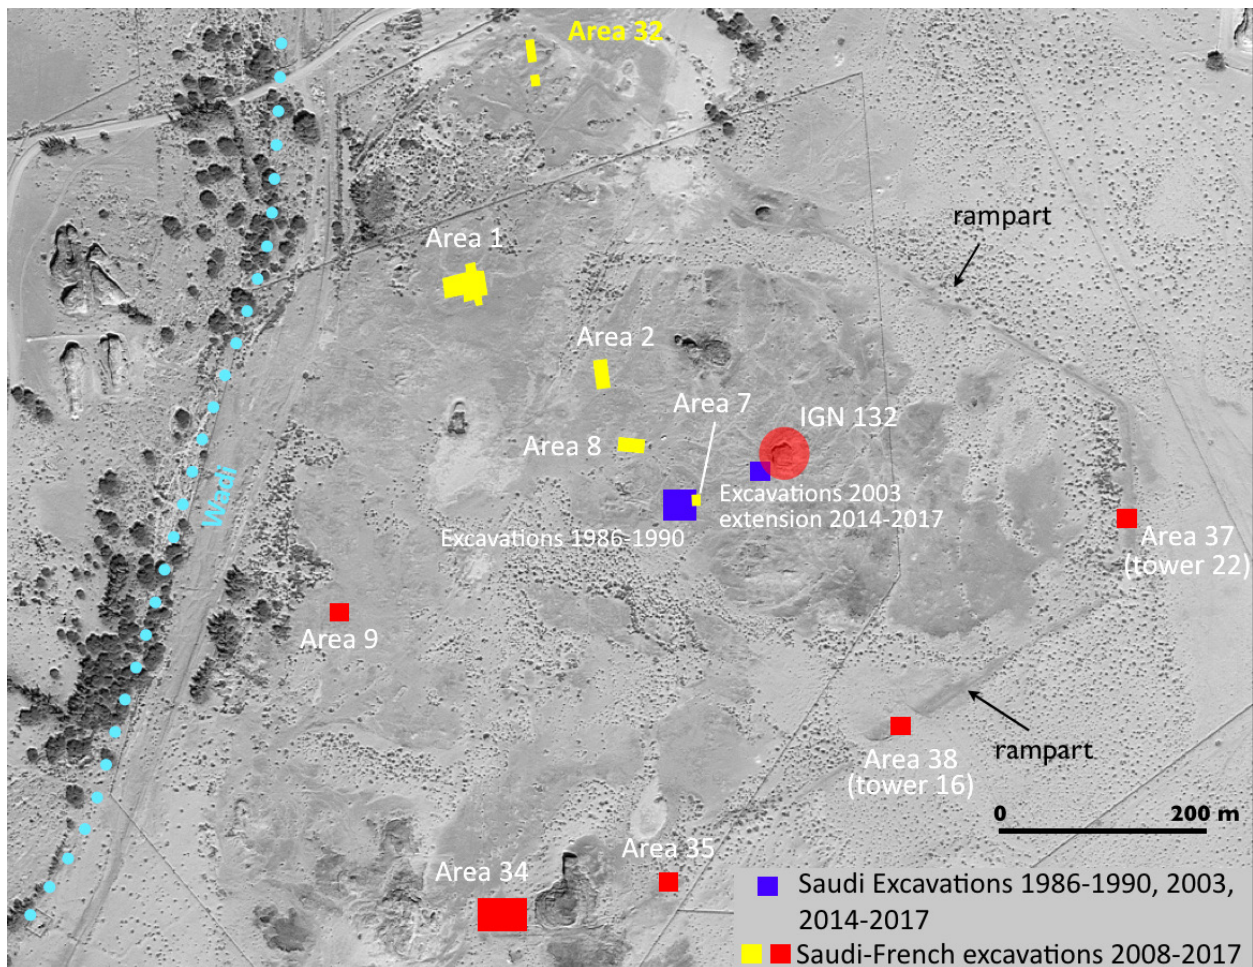 Area 32
rampart
Area 1
Area 2
Area 7
IGN 132
Area 8
Excavations 2003
extension 2014-2017
Excavations 1986-1990
Wadi
Area 37
(tower 22)
Area 9
rampart
Area 38
(tower 16)
0 200 m
Area 35
Area 34
Saudi Excavations 1986-1990, 2003,
2014-2017
Saudi-French excavations 2008-2017